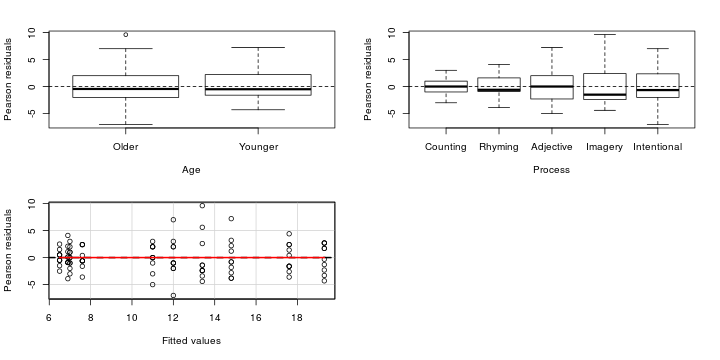 Pearson residuals
10
5
0
-5
Older Younger
Age
Pearson residuals
10
5
0
-5
Counting Rhyming Adjective Imagery Intentional
Process
Pearson residuals
10
5
0
-5
6 8 10 12 14 16 18
Fitted values